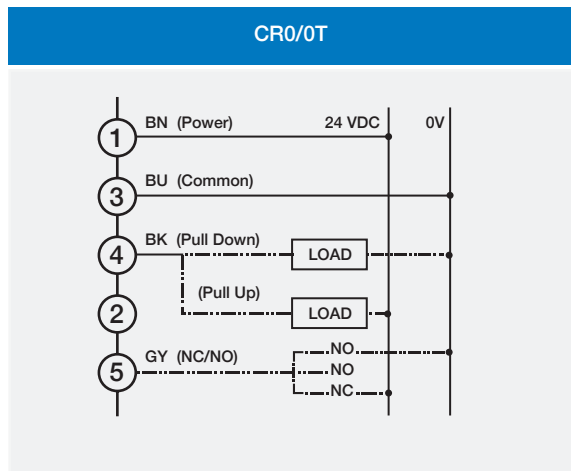 CR0/0T
1 BN (Power) 24 VDC 0V
3 BU (Common)
4 BK (Pull Down) LOAD
(Pull Up)
2 LOAD
NO
5 GY (NC/NO)
NO
NC